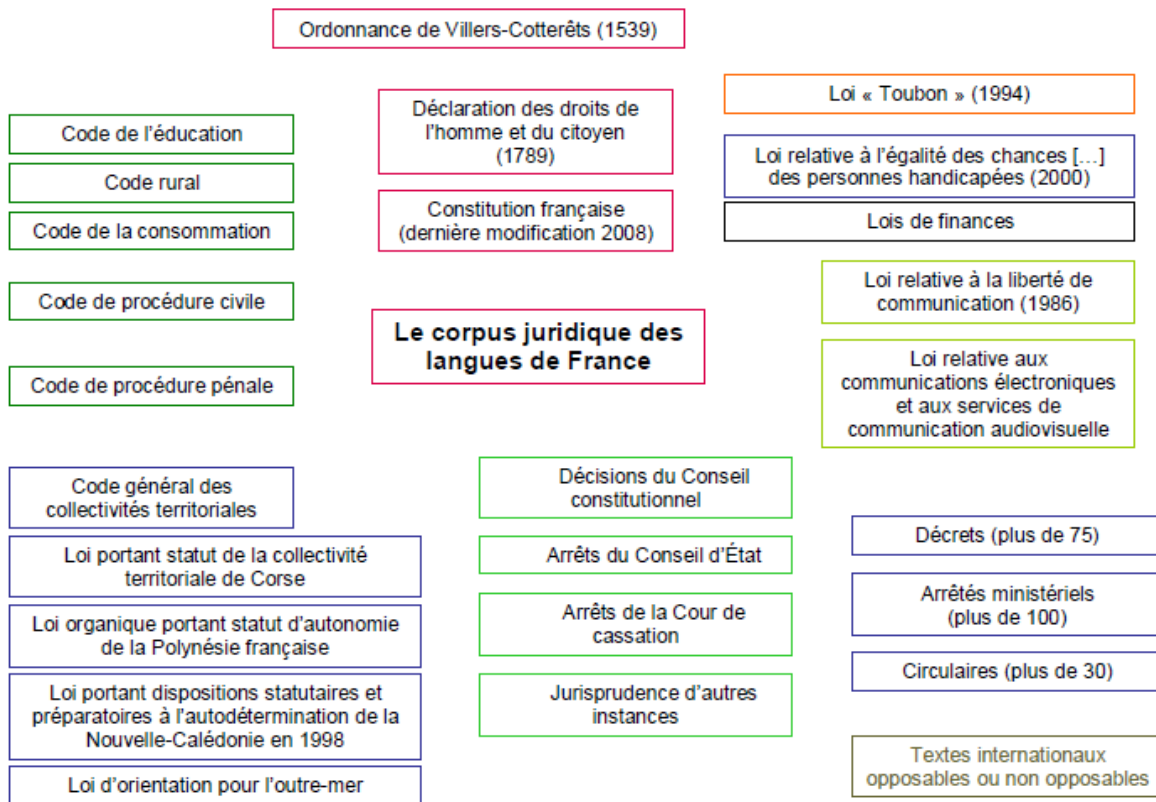 Ordonnance de Villers-Cotterêts (1539)
Déclaration des droits de
l'homme et du citoyen
(1789)
Constitution française
(dernière modification 2008)
Le corpus juridique des
langues de France
Code de l'éducation
Code rural
Code de la consommation
Code de procédure civile
Code de procédure pénale
Loi « Toubon » (1994)
Loi relative à l'égalité des chances […]
des personnes handicapées (2000)
Lois de finances
Loi relative à la liberté de
communication (1986)
Loi relative aux
communications électroniques
et aux services de
communication audiovisuelle
Code général des
collectivités territoriales
Loi portant statut de la collectivité
territoriale de Corse
Loi organique portant statut d'autonomie
de la Polynésie française
Loi portant dispositions statutaires et
préparatoires à l'autodétermination de la
Nouvelle-Calédonie en 1998
Loi d'orientation pour l'outre-mer
Décisions du Conseil
constitutionnel
Arrêts du Conseil d'État
Arrêts de la Cour de
cassation
Jurisprudence d'autres
instances
Décrets (plus de 75)
Arrêtés ministériels
(plus de 100)
Circulaires (plus de 30)
Textes internationaux
opposables ou non opposables